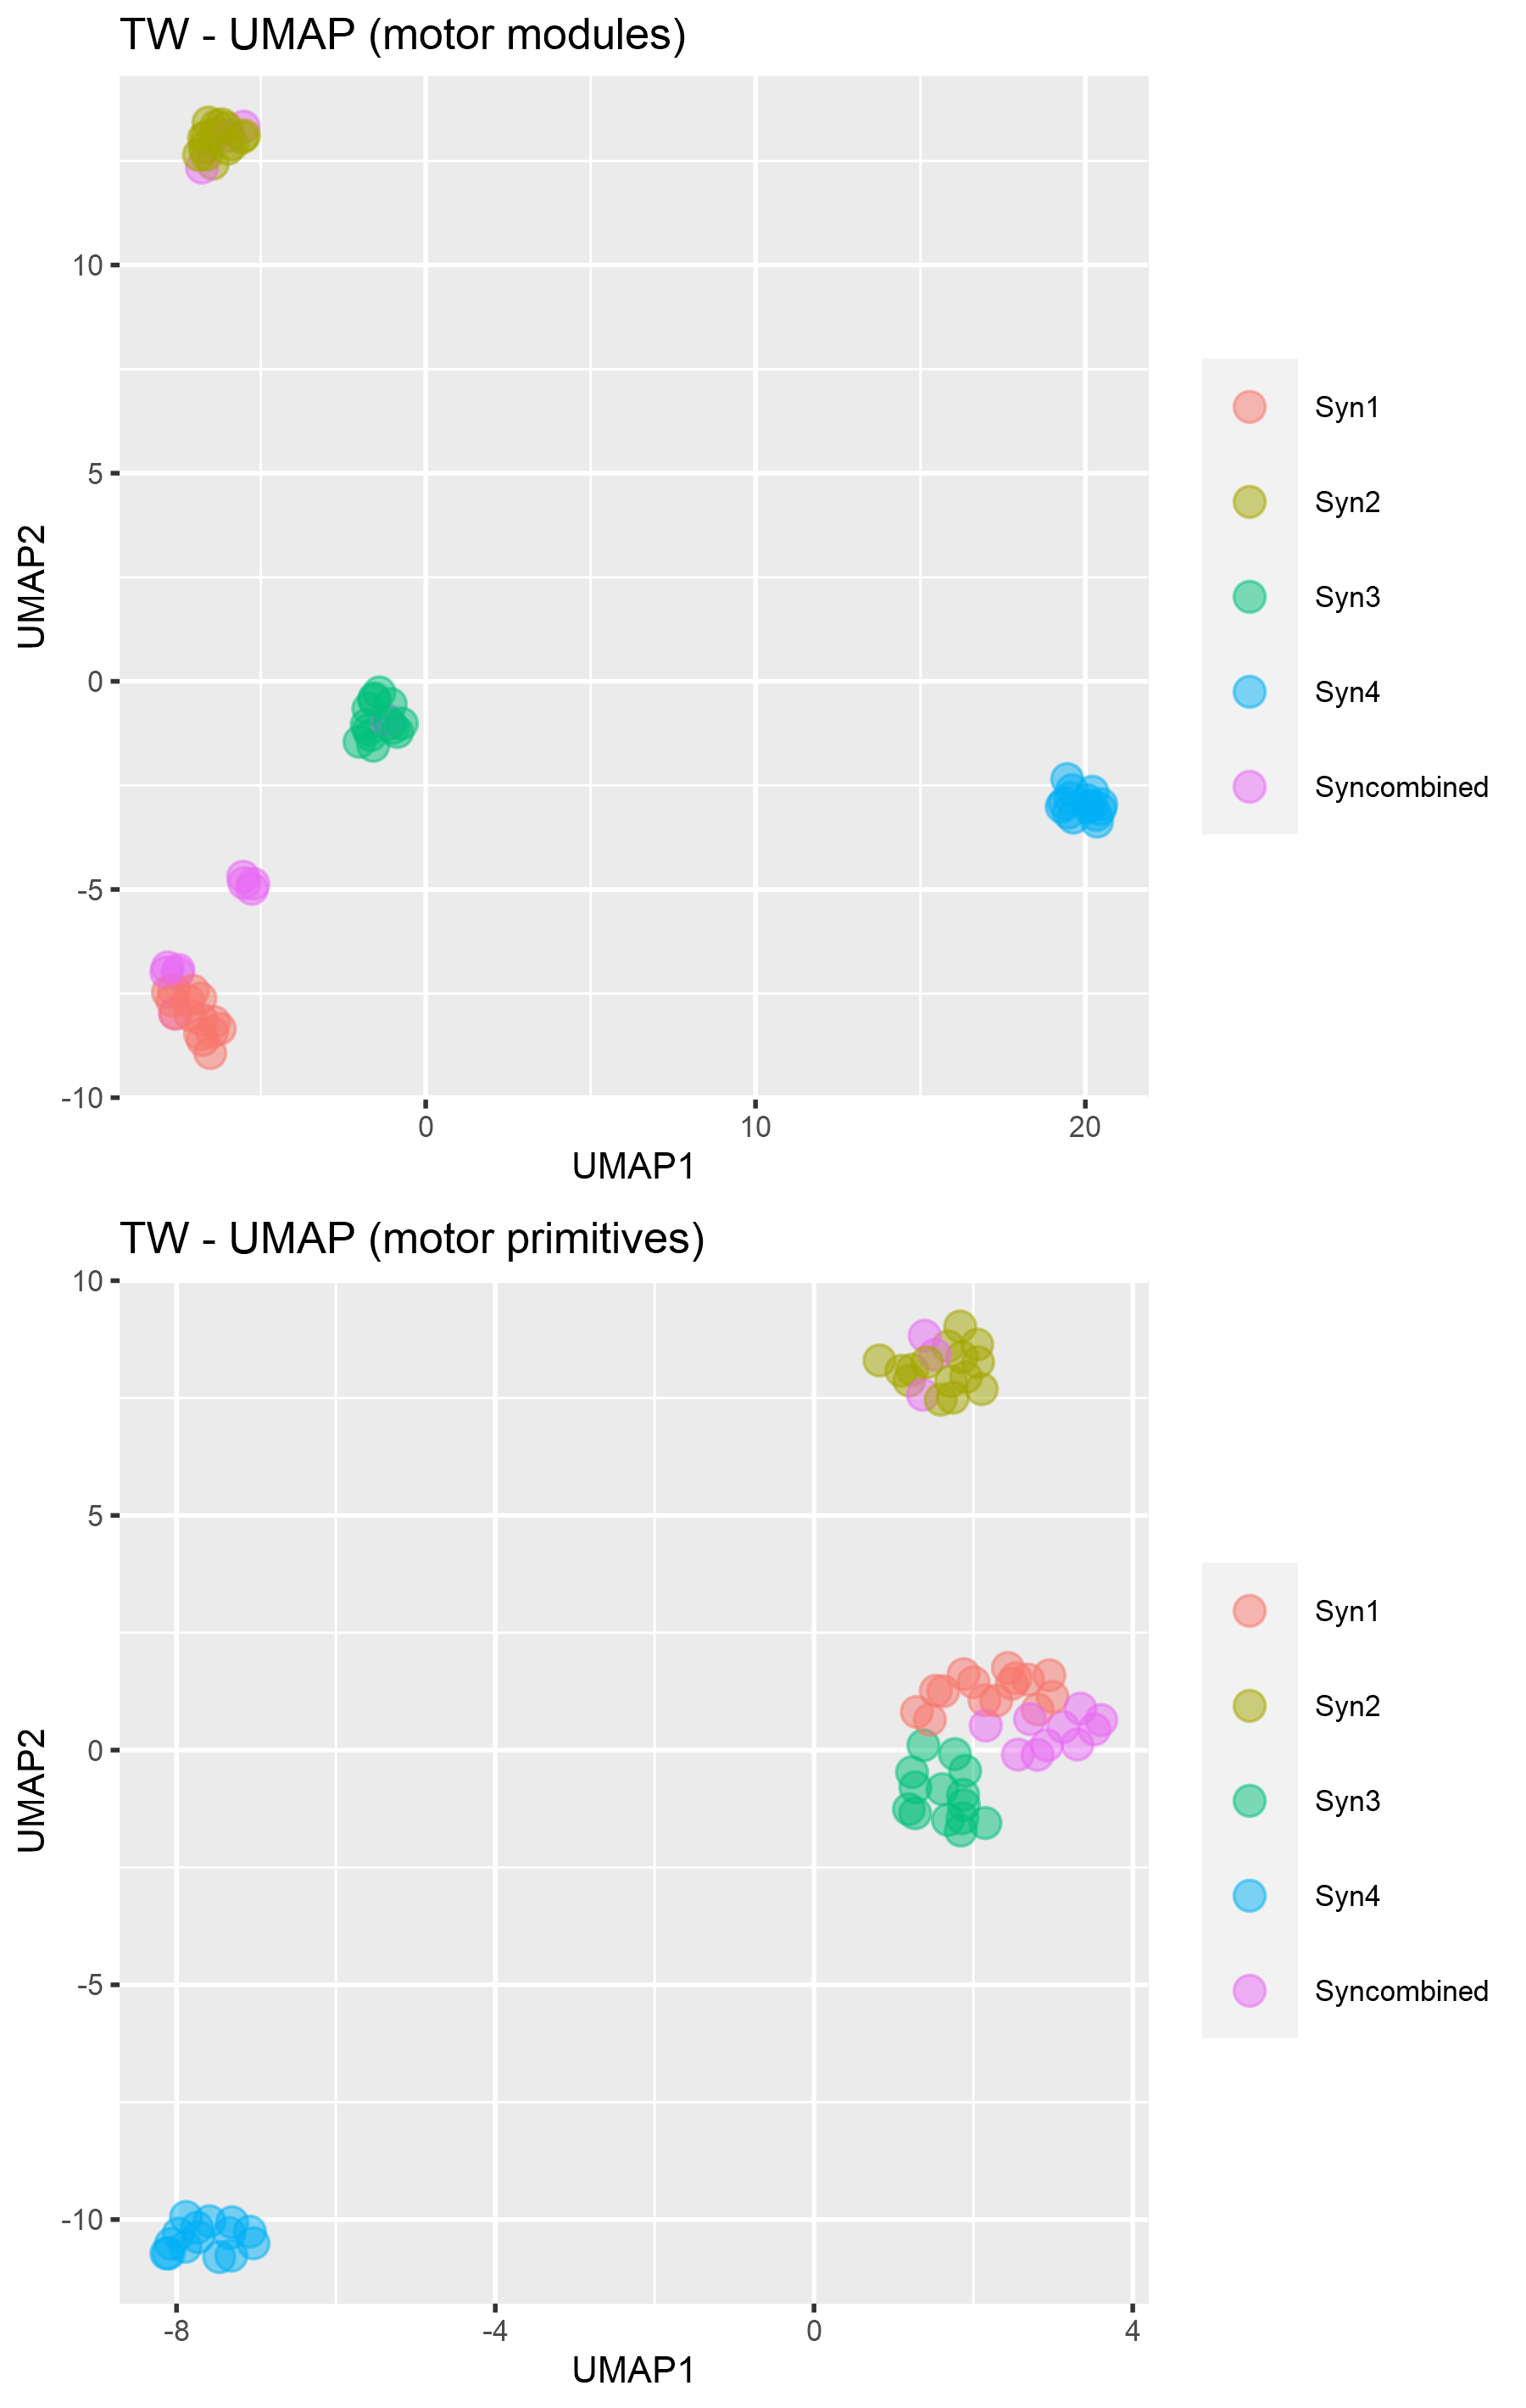 TW - UMAP (motor modules)
10
5
0
-5
-10
UMAP2
0 10 20
UMAP1
Syn1
Syn2
Syn3
Syn4
Syncombined
TW - UMAP (motor primitives)
10
5
0
-5
-10
UMAP2
-8 -4 0 4
UMAP1
Syn1
Syn2
Syn3
Syn4
Syncombined